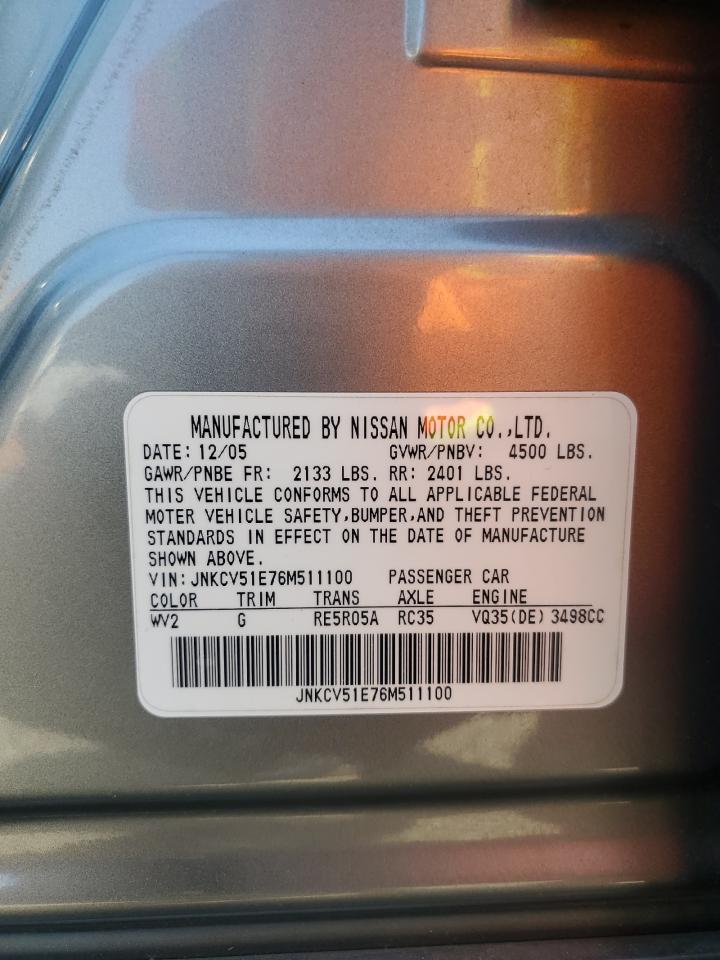 MANUFACTURED BY NISSAN MOTOR CO.,LTD.
DATE: 12/05 GVWR/PNBV: 4500 LBS.
GAWR/PNBE FR: 2133 LBS. RR: 2401 LBS.
THIS VEHICLE CONFORMS TO ALL APPLICABLE FEDERAL
MOTER VEHICLE SAFETY,BUMPER,AND THEFT PREVENTION
STANDARDS IN EFFECT ON THE DATE OF MANUFACTURE
SHOWN ABOVE.
VIN:JNKCV51E76M511100 PASSENGER CAR
COLOR TRIM TRANS AXLE ENGINE
WV2 G RE5R05A RC35 VQ35(DE) 3498CC
JNKCV51E76M511100